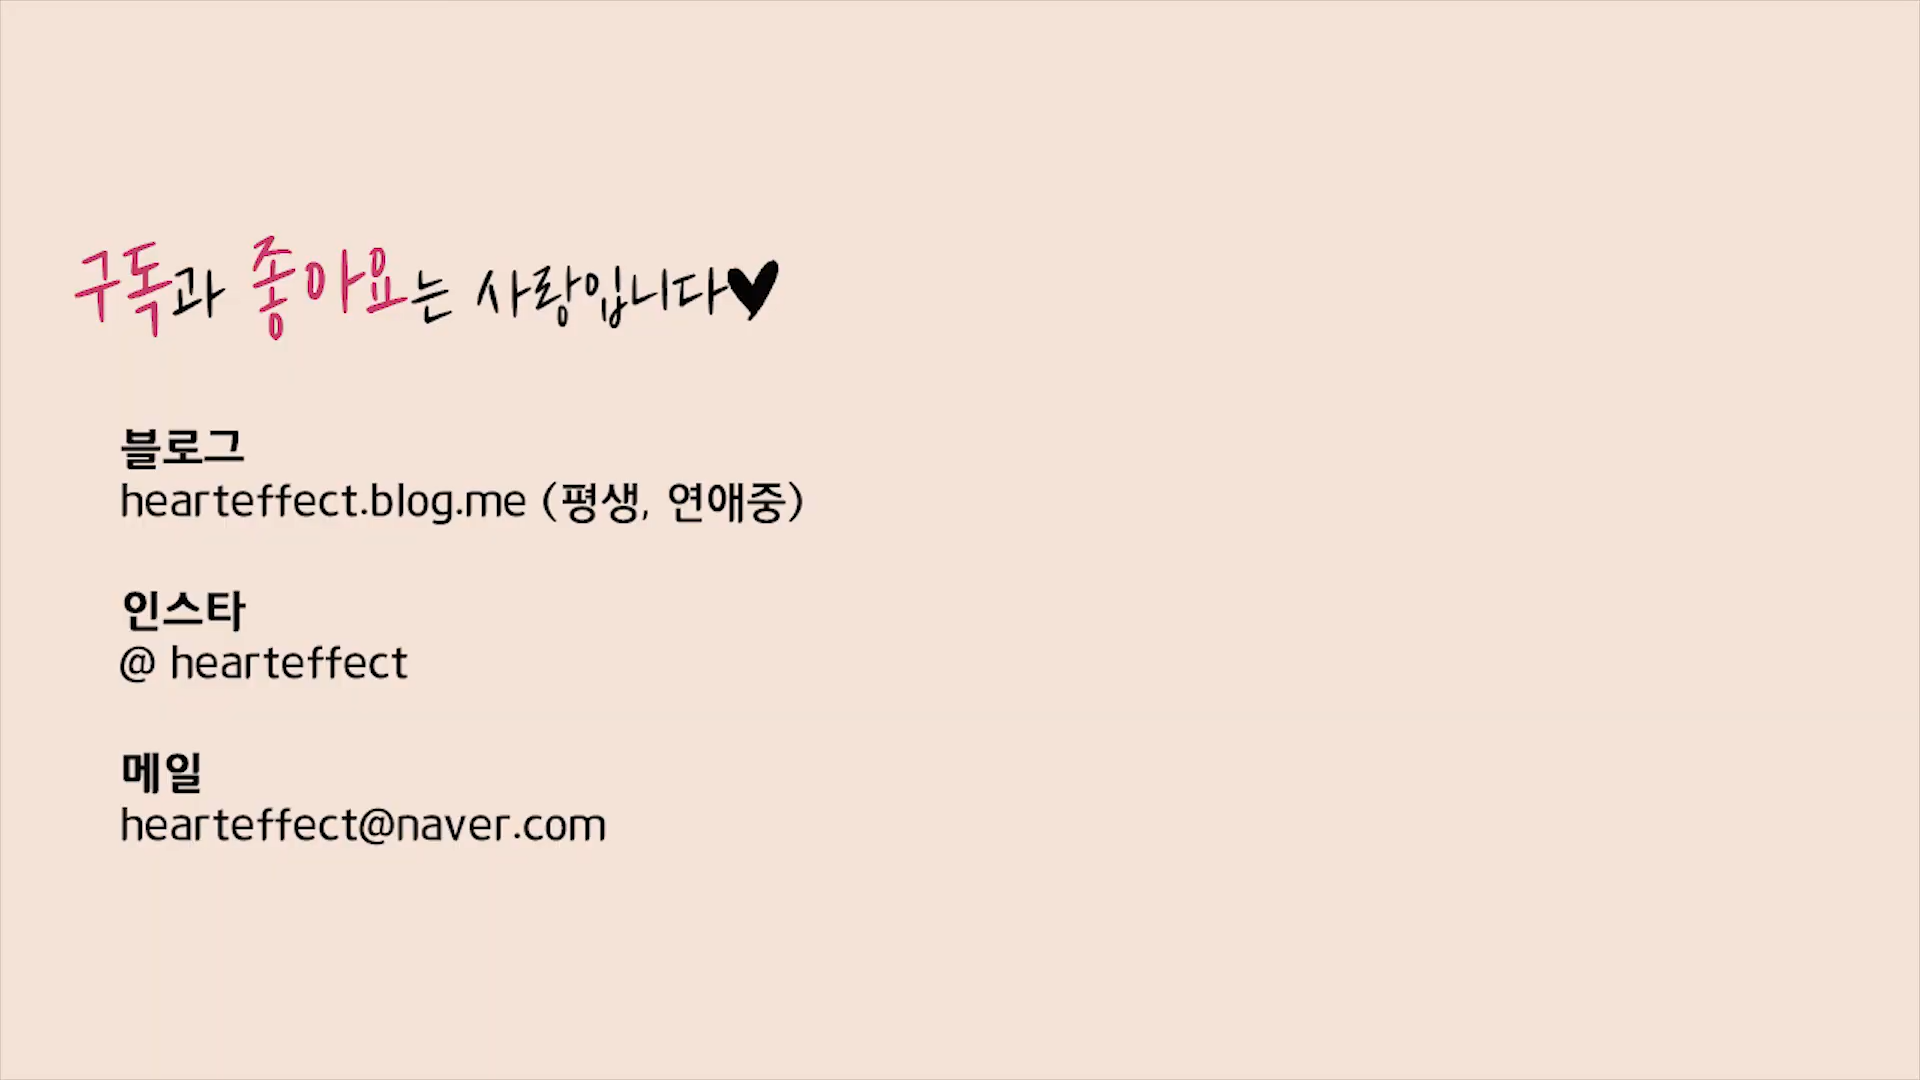 구독과 좋아요는 사랑입니다♥
블로그
hearteffect.blog.me (평생, 연애중)
인스타
@ hearteffect
메일
hearteffect@naver.com